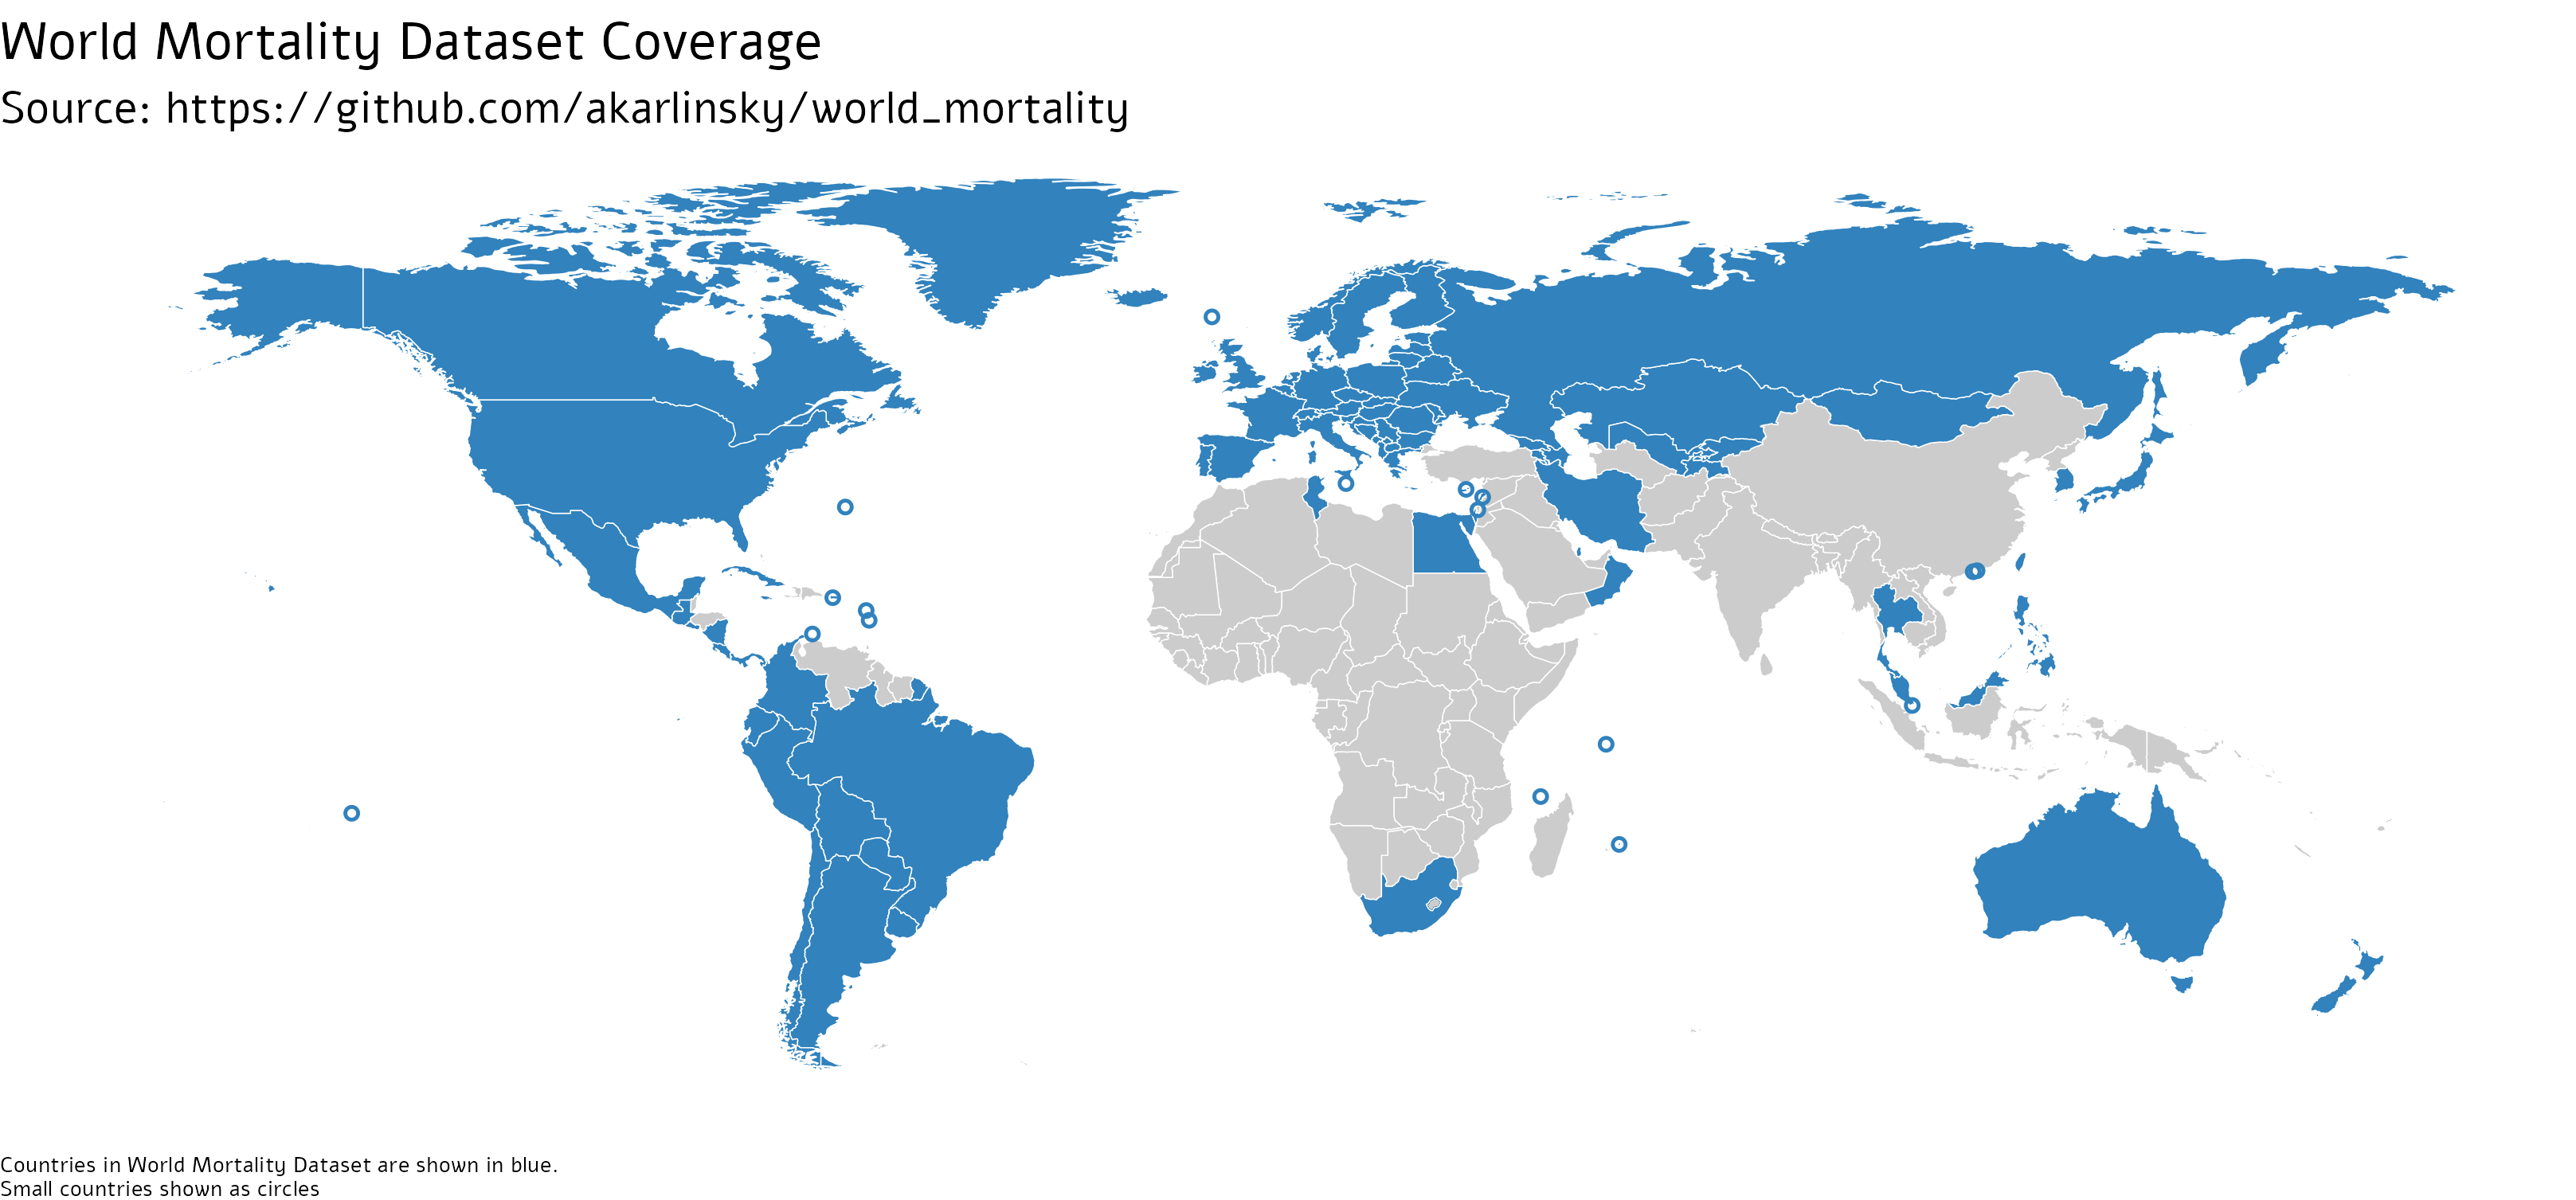 World Mortality Dataset Coverage
Source: https://github.com/akarlinsky/world_mortality
Countries in World Mortality Dataset are shown in blue.
Small countries shown as circles